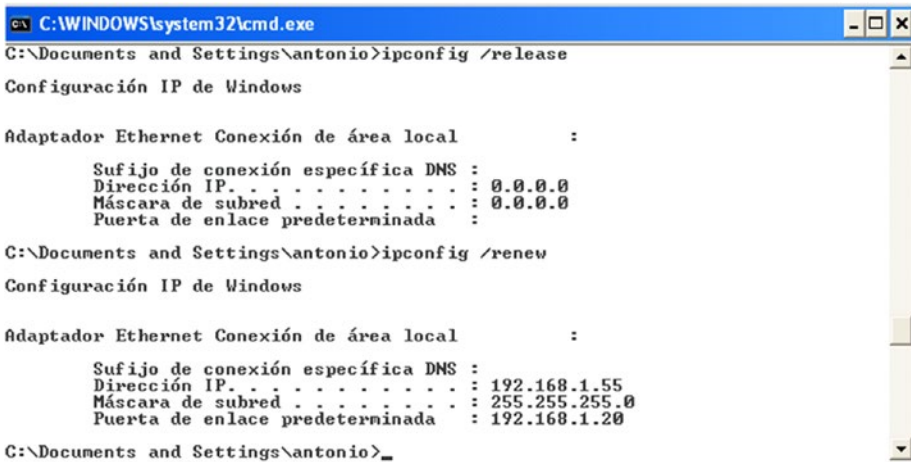 C:\WINDOWS\system32\cmd.exe
C:\Documents and Settings\antonio>ipconfig /release
Configuración IP de Windows
Adaptador Ethernet Conexión de área local          :
        Sufijo de conexión específica DNS :
        Dirección IP. . . . . . . . . . . : 0.0.0.0
        Máscara de subred . . . . . . . . : 0.0.0.0
        Puerta de enlace predeterminada   :
C:\Documents and Settings\antonio>ipconfig /renew
Configuración IP de Windows
Adaptador Ethernet Conexión de área local          :
        Sufijo de conexión específica DNS :
        Dirección IP. . . . . . . . . . . : 192.168.1.55
        Máscara de subred . . . . . . . . : 255.255.255.0
        Puerta de enlace predeterminada   : 192.168.1.20
C:\Documents and Settings\antonio>_